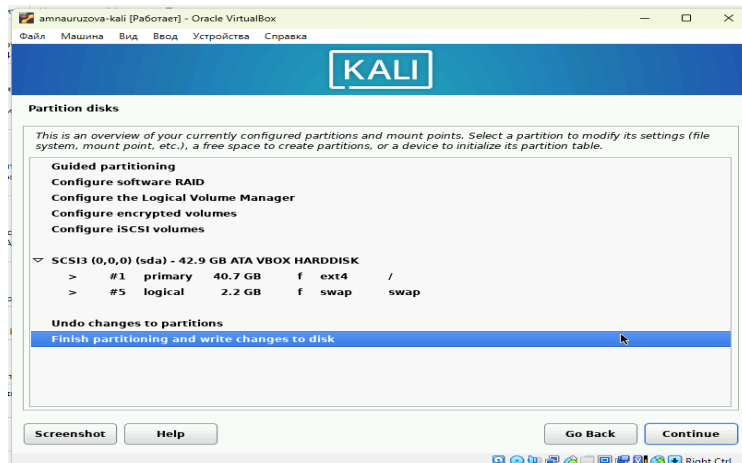 amnauruzova-kali [Работает] - Oracle VirtualBox
Файл Машина Вид Ввод Устройства Справка
KALI
Partition disks
This is an overview of your currently configured partitions and mount points. Select a partition to modify its settings (file
system, mount point, etc.), a free space to create partitions, or a device to initialize its partition table.
Guided partitioning
Configure software RAID
Configure the Logical Volume Manager
Configure encrypted volumes
Configure iSCSI volumes
SCSI3 (0,0,0) (sda) - 42.9 GB ATA VBOX HARDDISK
> #1 primary 40.7 GB f ext4 /
> #5 logical 2.2 GB f swap swap
Undo changes to partitions
Finish partitioning and write changes to disk
Screenshot Help Go Back Continue
Right Ctrl